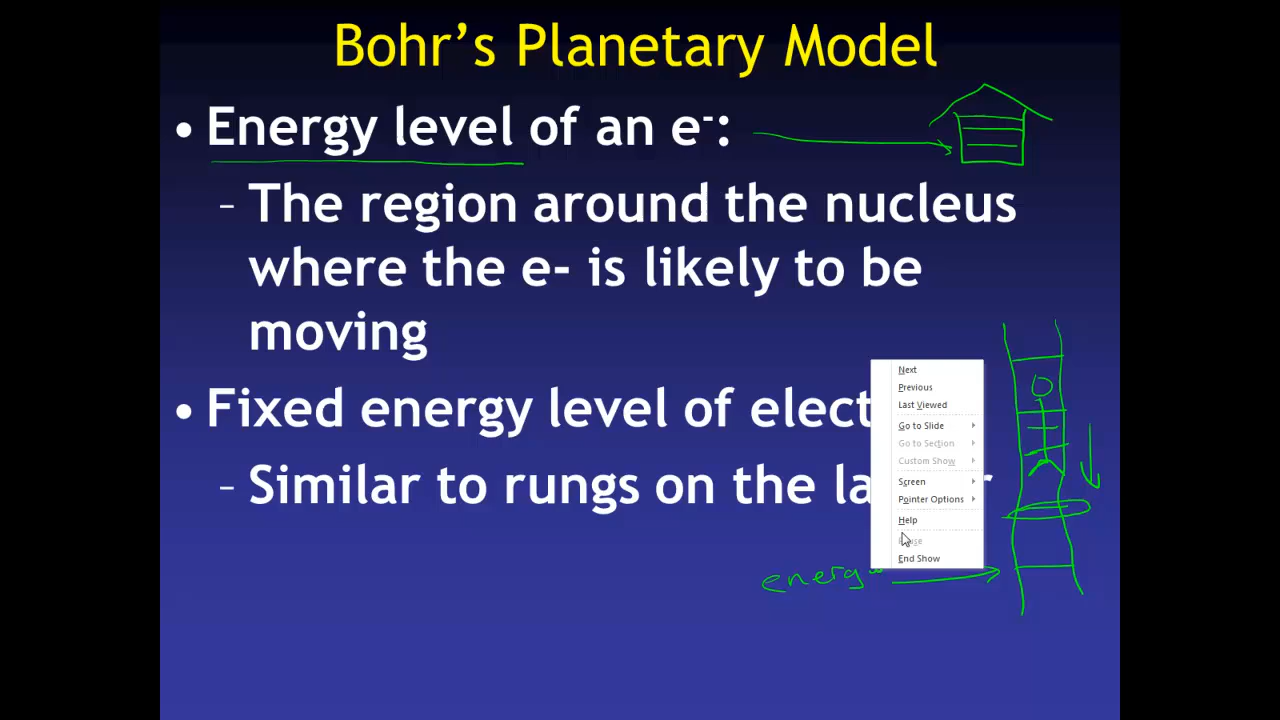 Bohr's Planetary Model
• Energy level of an e-:
– The region around the nucleus
where the e- is likely to be
moving
• Fixed energy level of elect
– Similar to rungs on the la r
Next
Previous
Last Viewed
Go to Slide
Go to Section
Custom Show
Screen
Pointer Options
Help
End Show
energ